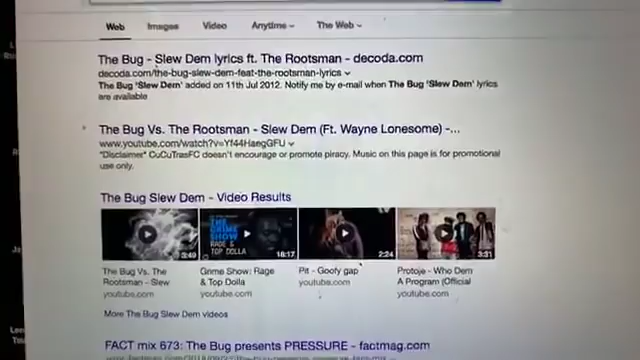 Web Images Video Anytime The Web
The Bug - Slew Dem lyrics ft. The Rootsman - decoda.com
decoda.com/the-bug-slew-dem-feat-the-rootsman-lyrics
The Bug 'Slew Dem' added on 11th Jul 2012. Notify me by e-mail when The Bug 'Slew Dem' lyrics
are available
The Bug Vs. The Rootsman - Slew Dem (Ft. Wayne Lonesome) -...
www.youtube.com/watch?v=Yf44HaegGFU
"Disclaimer" CuCuTrasFC doesn't encourage or promote piracy. Music on this page is for promotional
use only.
The Bug Slew Dem - Video Results
THE
GRIME
SHOW
RAGE &
TOP DOLLA
3:49 18:17 2:24 3:31
The Bug Vs. The Grime Show: Rage Pit - Goofy gap Protoje - Who Dem
Rootsman - Slew & Top Dolla youtube.com A Program (Official
youtube.com youtube.com youtube.com
More The Bug Slew Dem videos
FACT mix 673: The Bug presents PRESSURE - factmag.com